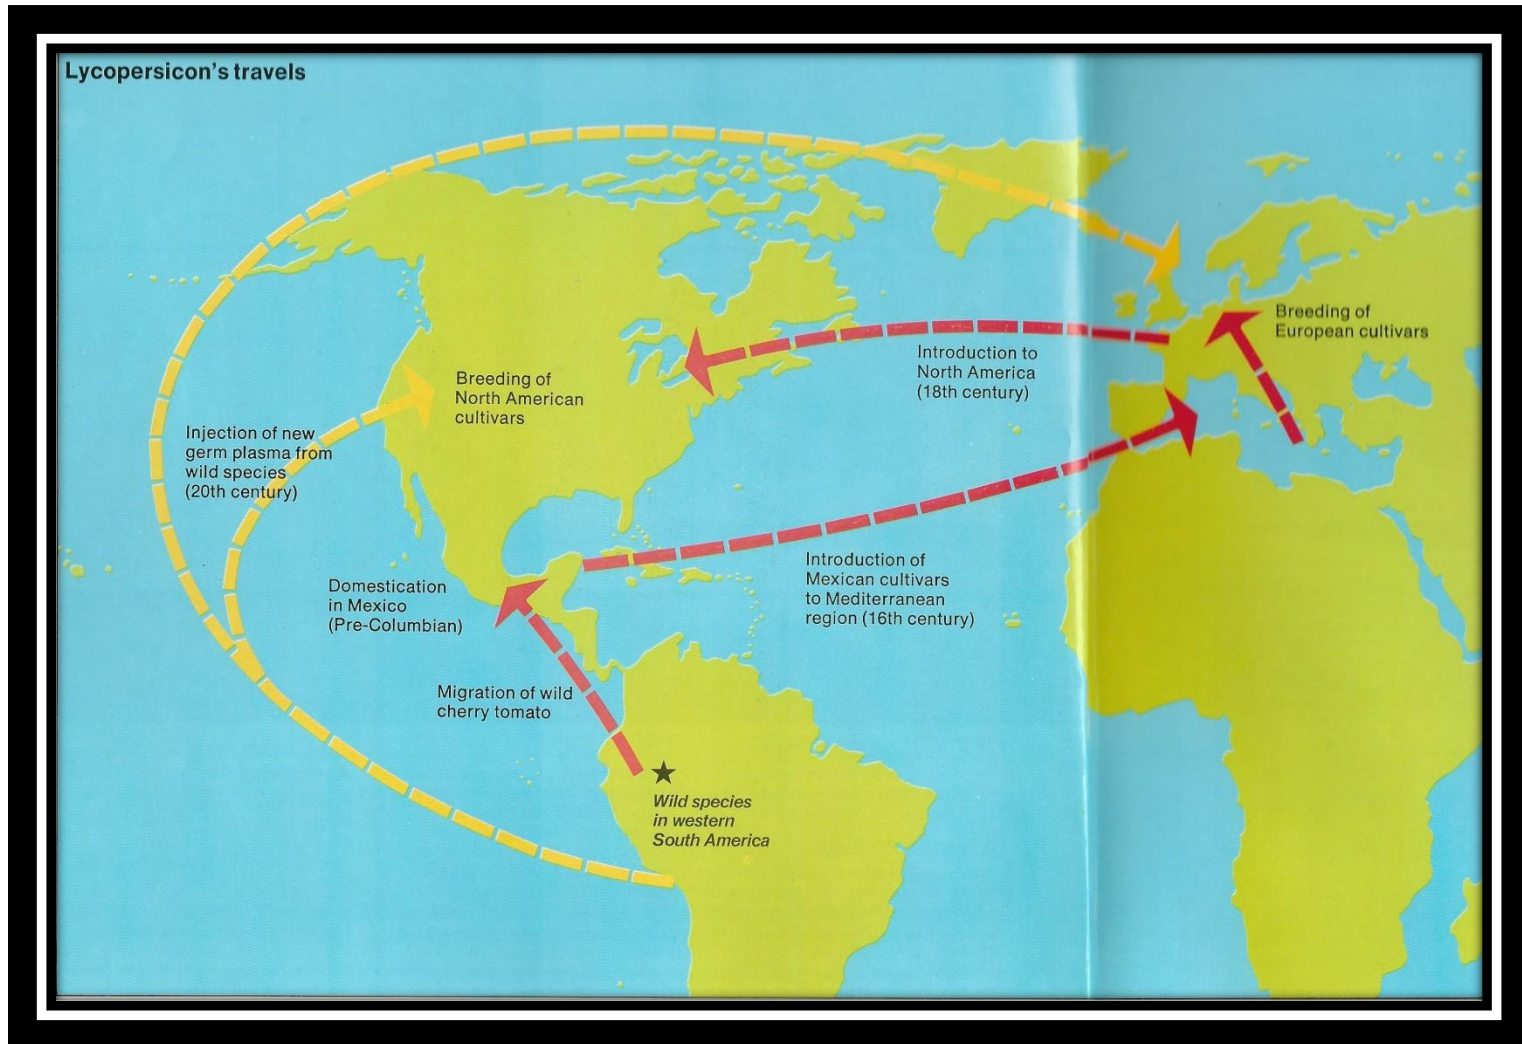 Lycopersicon's travels
Breeding of
European cultivars
Introduction to
North America
(18th century)
Breeding of
North American
cultivars
Injection of new
germ plasma from
wild species
(20th century)
Introduction of
Mexican cultivars
to Mediterranean
region (16th century)
Domestication
in Mexico
(Pre-Columbian)
Migration of wild
cherry tomato
Wild species
in western
South America